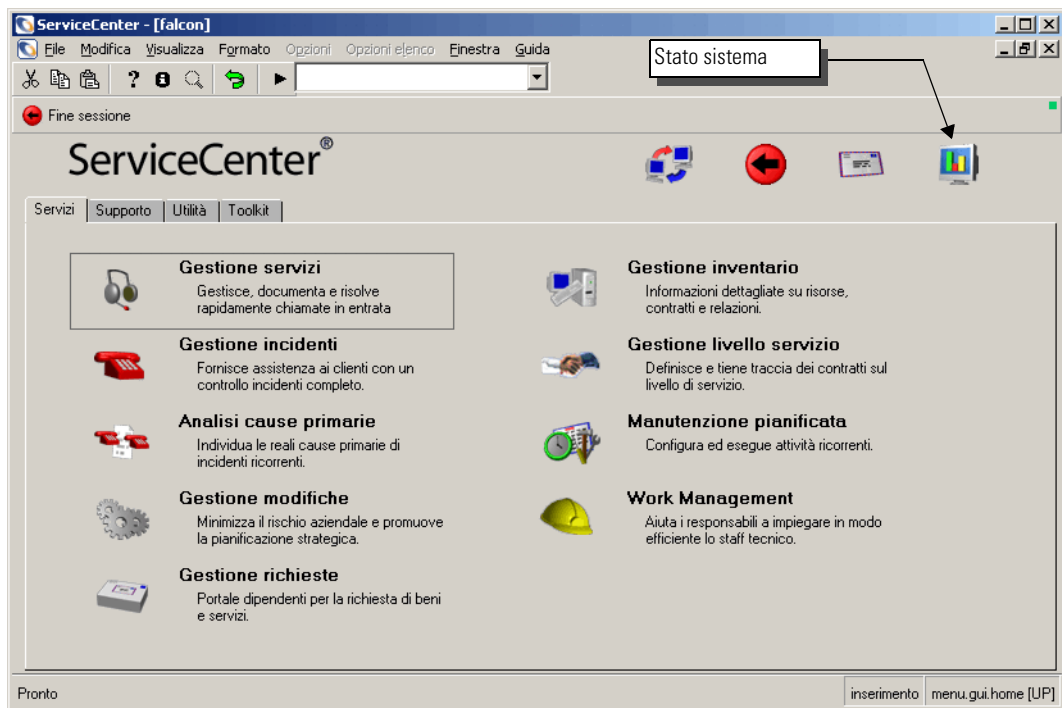 ServiceCenter - [falcon]
File Modifica Visualizza Formato Opzioni Opzioni elenco Finestra Guida
Stato sistema
Fine sessione
ServiceCenter®
Servizi Supporto Utilità Toolkit
Gestione servizi
Gestisce, documenta e risolve
rapidamente chiamate in entrata
Gestione incidenti
Fornisce assistenza ai clienti con un
controllo incidenti completo.
Analisi cause primarie
Individua le reali cause primarie di
incidenti ricorrenti.
Gestione modifiche
Minimizza il rischio aziendale e promuove
la pianificazione strategica.
Gestione richieste
Portale dipendenti per la richiesta di beni
e servizi.
Gestione inventario
Informazioni dettagliate su risorse,
contratti e relazioni.
Gestione livello servizio
Definisce e tiene traccia dei contratti sul
livello di servizio.
Manutenzione pianificata
Configura ed esegue attività ricorrenti.
Work Management
Aiuta i responsabili a impiegare in modo
efficiente lo staff tecnico.
Pronto
inserimento
menu.gui.home [UP]